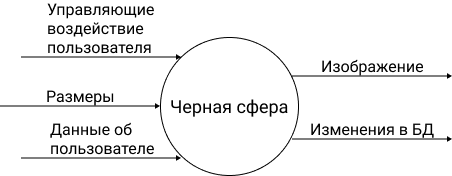 Управляющие
воздействие
пользователя
Размеры
Данные об
пользователе
Черная сфера
Изображение
Изменения в БД